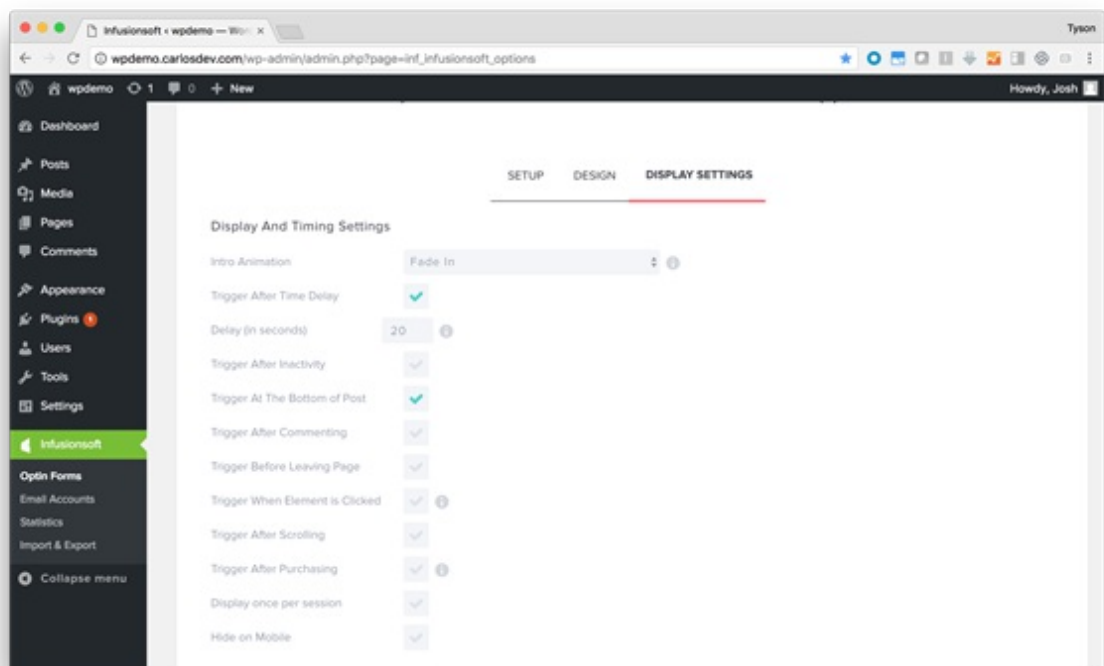 Infusionsoft ‹ wpdemo — Wor
Tyson
wpdemo.carlosdev.com/wp-admin/admin.php?page=inf_infusionsoft_options
wpdemo 1 0 + New
Howdy, Josh
Dashboard
Posts
Media
Pages
Comments
Appearance
Plugins 1
Users
Tools
Settings
Infusionsoft
Optin Forms
Email Accounts
Statistics
Import & Export
Collapse menu
SETUP DESIGN DISPLAY SETTINGS
Display And Timing Settings
Intro Animation Fade In
Trigger After Time Delay
Delay (in seconds) 20
Trigger After Inactivity
Trigger At The Bottom of Post
Trigger After Commenting
Trigger Before Leaving Page
Trigger When Element is Clicked
Trigger After Scrolling
Trigger After Purchasing
Display once per session
Hide on Mobile